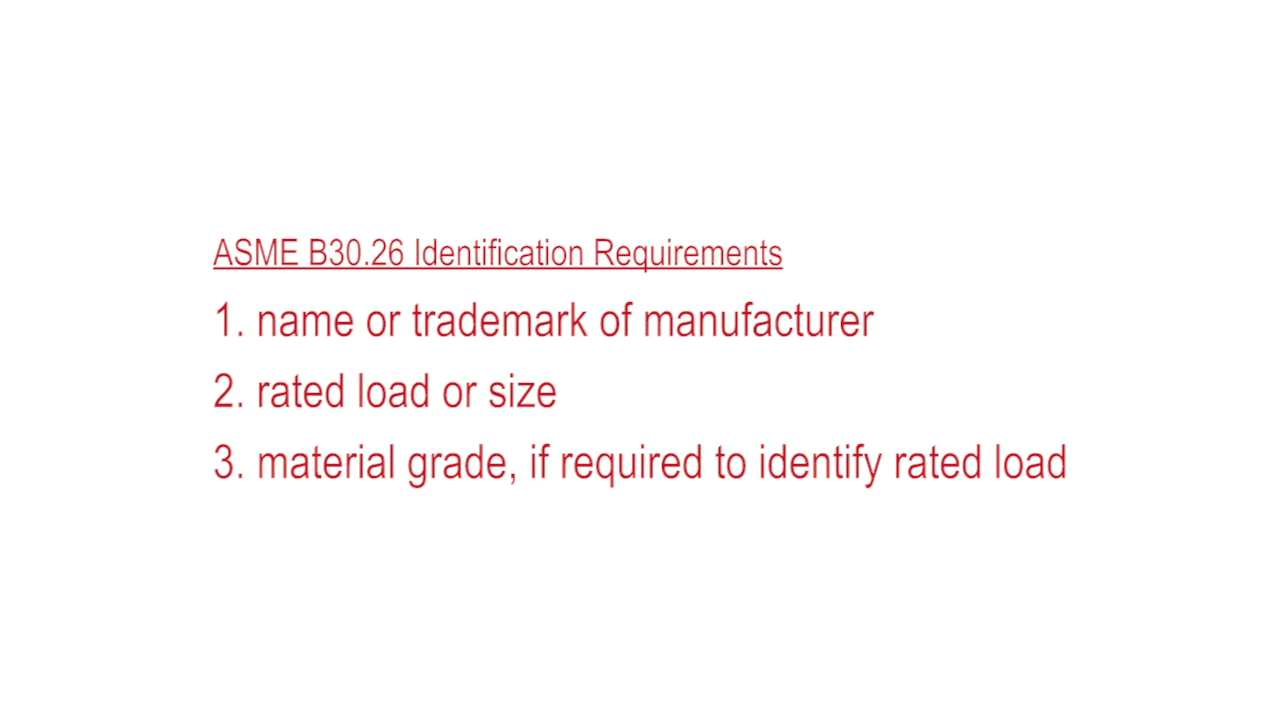 ASME B30.26 Identification Requirements
1. name or trademark of manufacturer
2. rated load or size
3. material grade, if required to identify rated load